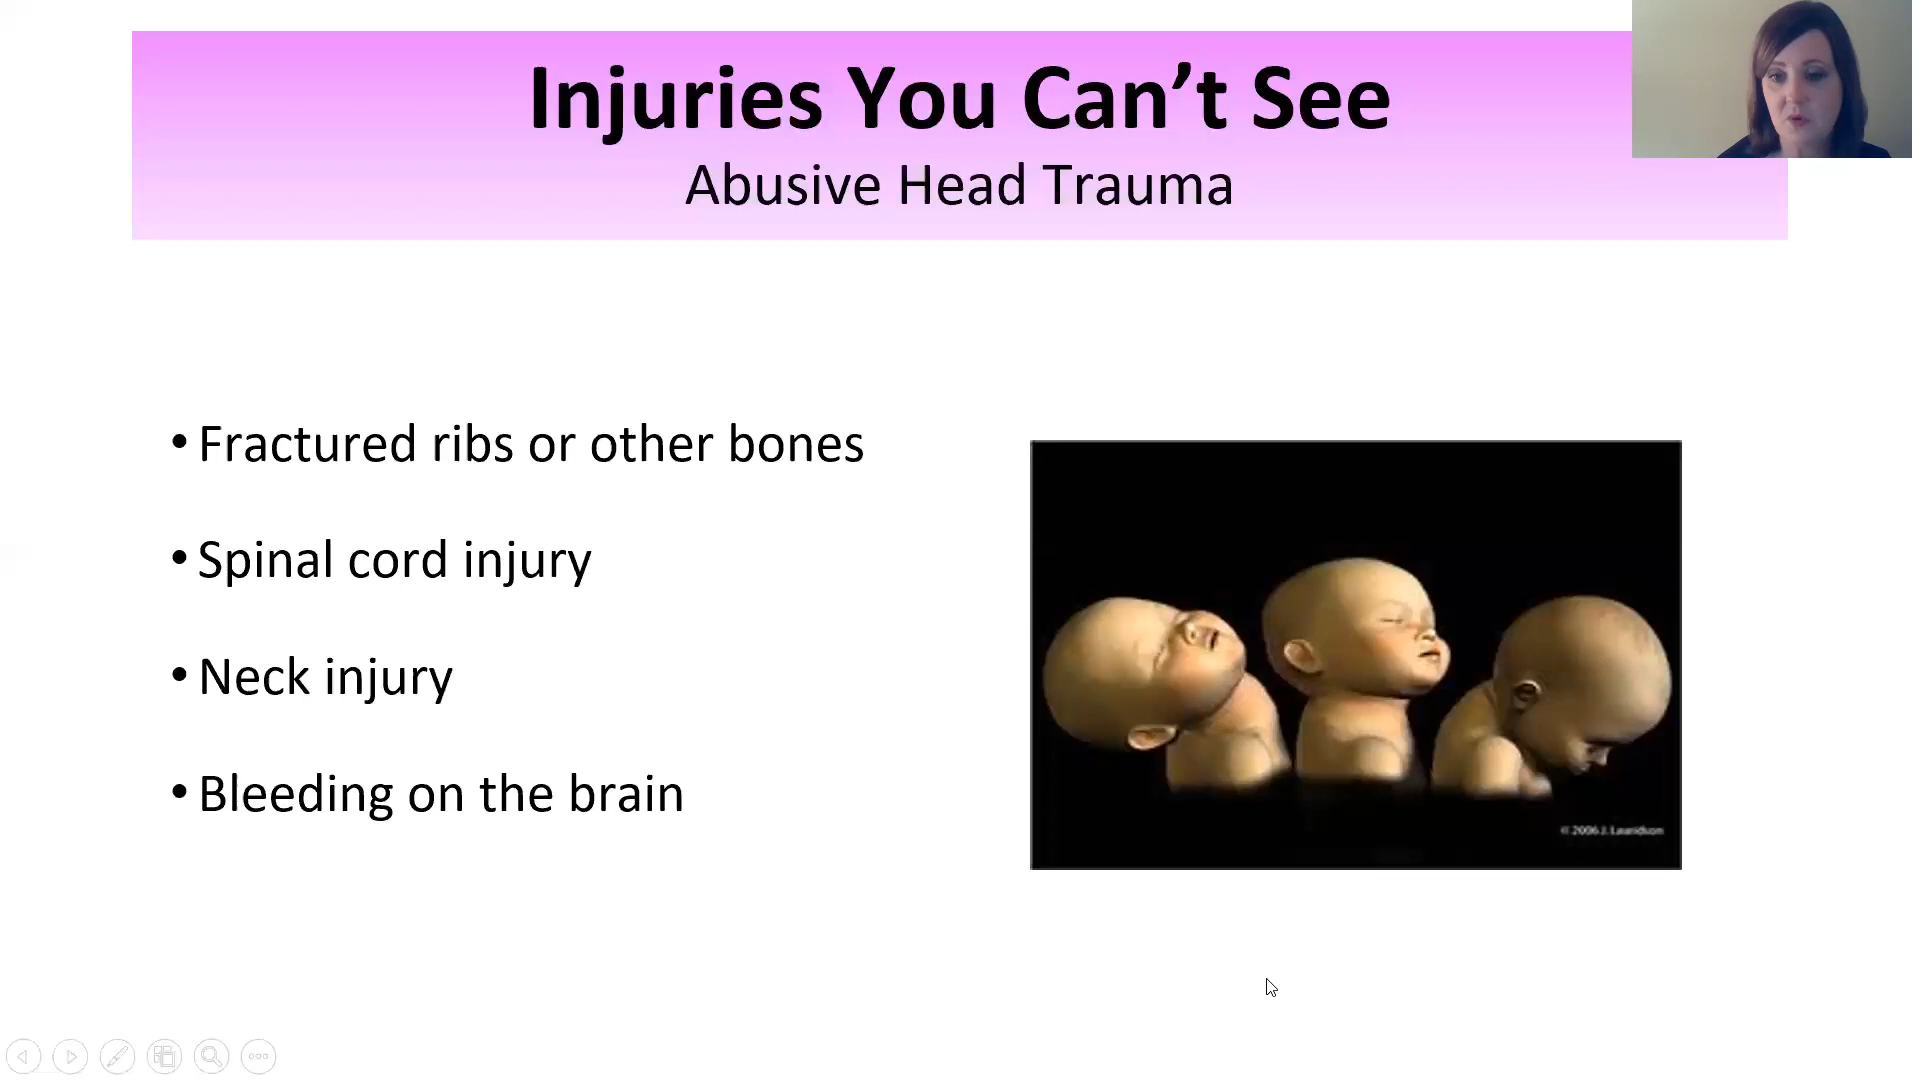 Injuries You Can’t See
Abusive Head Trauma
• Fractured ribs or other bones
• Spinal cord injury
• Neck injury
• Bleeding on the brain
© 2006 J.